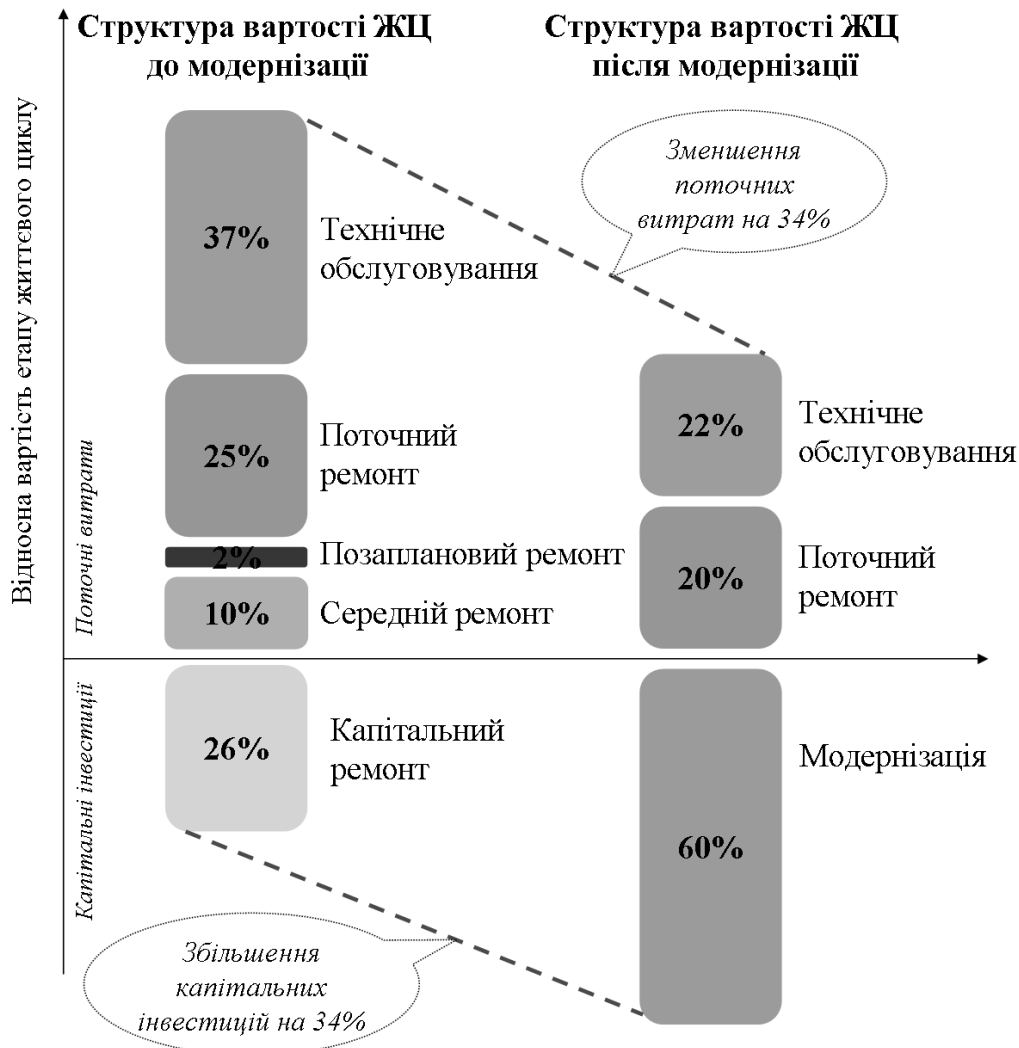 Структура вартості ЖЦ
до модернізації
Структура вартості ЖЦ
після модернізації
Відносна вартість етапу життєвого циклу
Поточні витрати
Капітальні інвестиції
37%
Технічне
обслуговування
25%
Поточний
ремонт
2%
Позаплановий ремонт
10%
Середній ремонт
26%
Капітальний
ремонт
Зменшення
поточних
витрат на 34%
22%
Технічне
обслуговування
20%
Поточний
ремонт
60%
Модернізація
Збільшення
капітальних
інвестицій на 34%